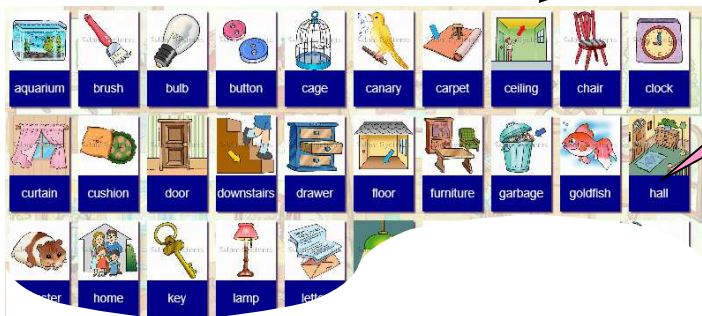 aquarium brush bulb button cage canary carpet ceiling chair clock
curtain cushion door downstairs drawer floor furniture garbage goldfish hall
home key lamp